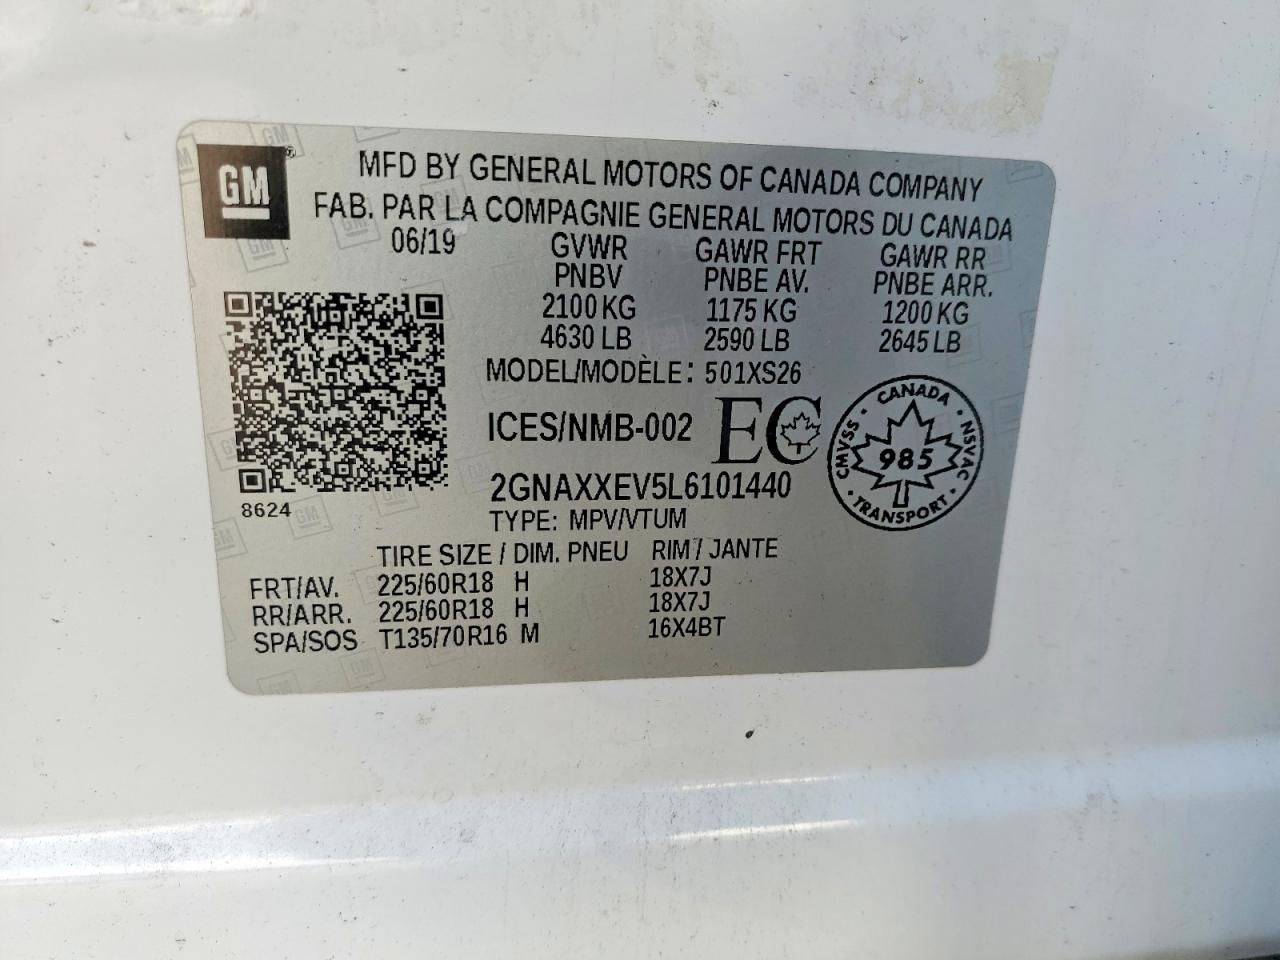 GM
MFD BY GENERAL MOTORS OF CANADA COMPANY
FAB. PAR LA COMPAGNIE GENERAL MOTORS DU CANADA
06/19 GVWR GAWR FRT GAWR RR
PNBV PNBE AV. PNBE ARR.
2100 KG 1175 KG 1200 KG
4630 LB 2590 LB 2645 LB
MODEL/MODÈLE: 501XS26
ICES/NMB-002 EC
CANADA
CMVSS 985 NSVAC
TRANSPORT
2GNAXXEV5L6101440
8624
TYPE: MPV/VTUM
TIRE SIZE / DIM. PNEU RIM / JANTE
FRT/AV. 225/60R18 H 18X7J
RR/ARR. 225/60R18 H 18X7J
SPA/SOS T135/70R16 M 16X4BT